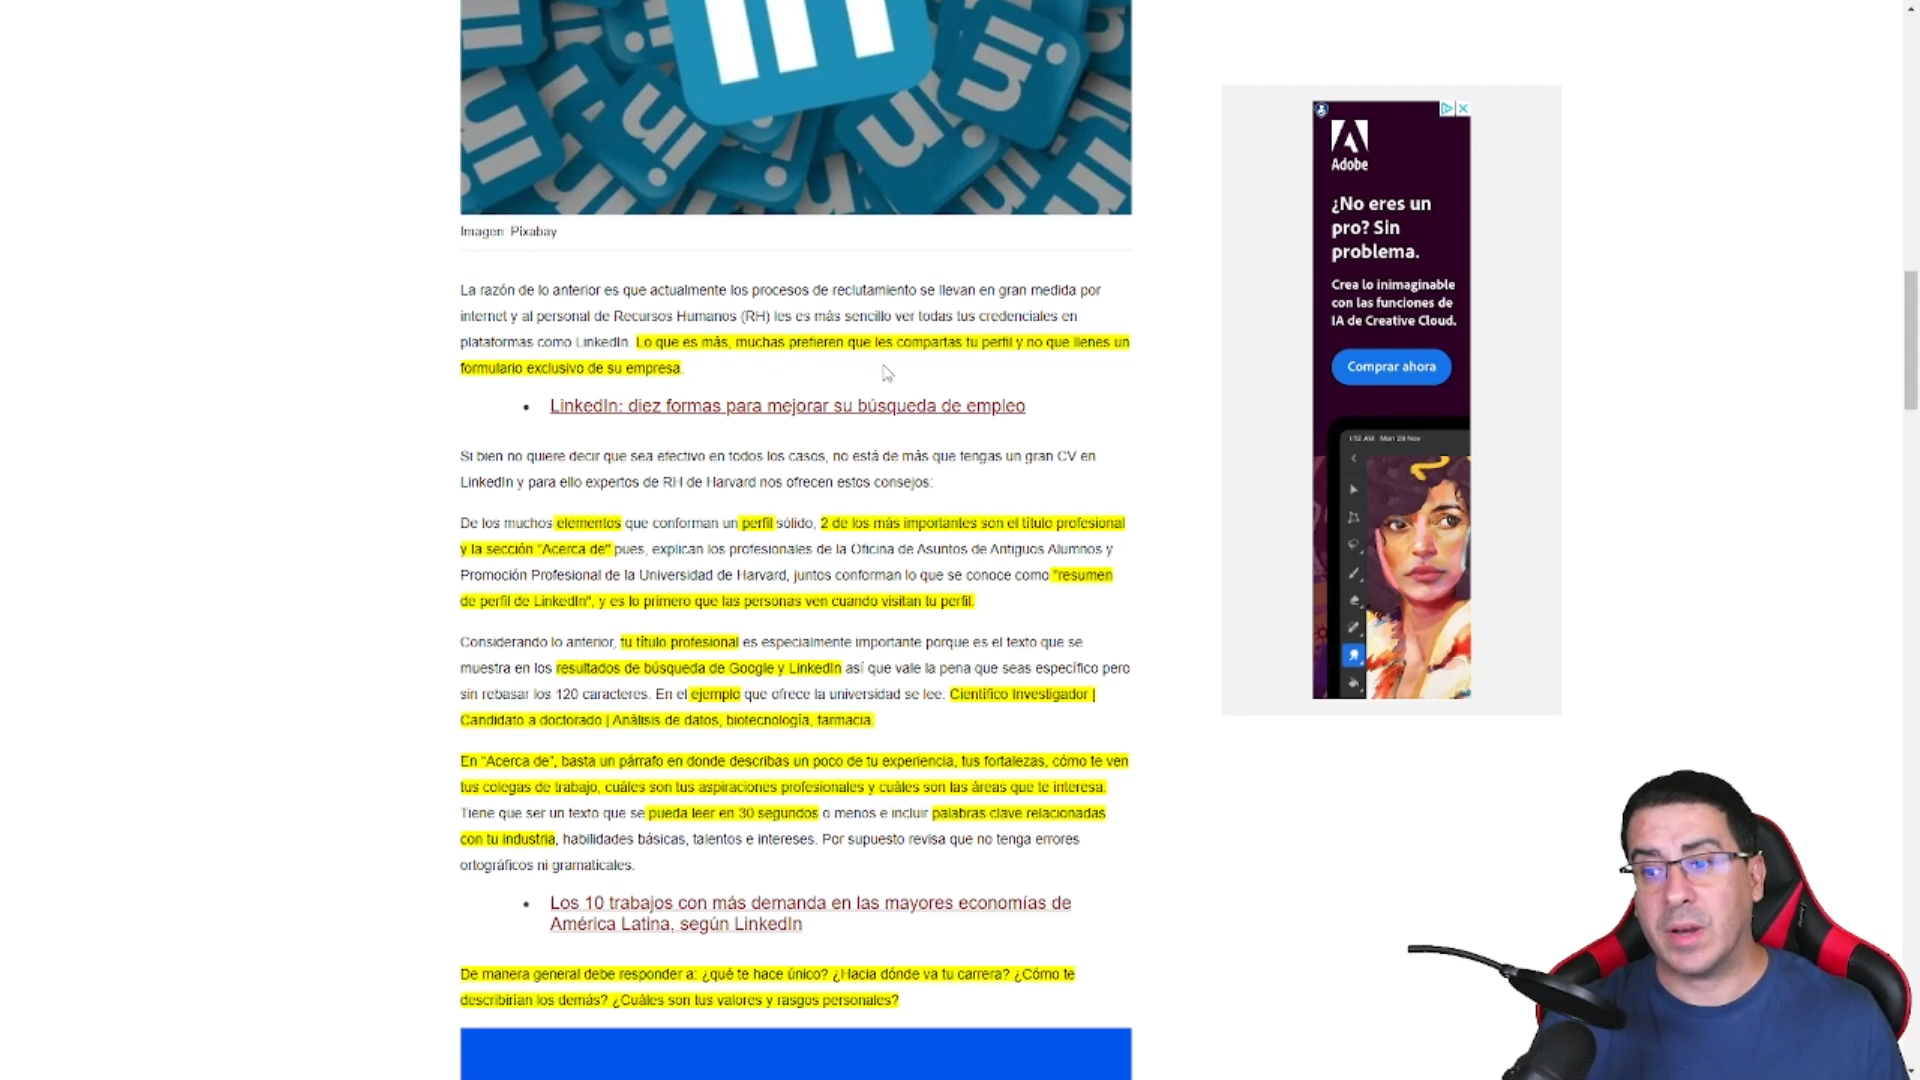 Imagen: Pixabay
La razón de lo anterior es que actualmente los procesos de reclutamiento se llevan en gran medida por
internet y al personal de Recursos Humanos (RH) les es más sencillo ver todas tus credenciales en
plataformas como LinkedIn. Lo que es más, muchas prefieren que les compartas tu perfil y no que llenes un
formulario exclusivo de su empresa.
• LinkedIn: diez formas para mejorar su búsqueda de empleo
Si bien no quiere decir que sea efectivo en todos los casos, no está de más que tengas un gran CV en
LinkedIn y para ello expertos de RH de Harvard nos ofrecen estos consejos:
De los muchos elementos que conforman un perfil sólido, 2 de los más importantes son el título profesional
y la sección "Acerca de" pues, explican los profesionales de la Oficina de Asuntos de Antiguos Alumnos y
Promoción Profesional de la Universidad de Harvard, juntos conforman lo que se conoce como "resumen
de perfil de LinkedIn", y es lo primero que las personas ven cuando visitan tu perfil.
Considerando lo anterior, tu título profesional es especialmente importante porque es el texto que se
muestra en los resultados de búsqueda de Google y LinkedIn así que vale la pena que seas específico pero
sin rebasar los 120 caracteres. En el ejemplo que ofrece la universidad se lee: Científico Investigador |
Candidato a doctorado | Análisis de datos, biotecnología, farmacia.
En "Acerca de", basta un párrafo en donde describas un poco de tu experiencia, tus fortalezas, cómo te ven
tus colegas de trabajo, cuáles son tus aspiraciones profesionales y cuáles son las áreas que te interesa.
Tiene que ser un texto que se pueda leer en 30 segundos o menos e incluir palabras clave relacionadas
con tu industria, habilidades básicas, talentos e intereses. Por supuesto revisa que no tenga errores
ortográficos ni gramaticales.
• Los 10 trabajos con más demanda en las mayores economías de
América Latina, según LinkedIn
De manera general debe responder a: ¿qué te hace único? ¿Hacia dónde va tu carrera? ¿Cómo te
describirían los demás? ¿Cuáles son tus valores y rasgos personales?
Adobe
¿No eres un
pro? Sin
problema.
Crea lo inimaginable
con las funciones de
IA de Creative Cloud.
Comprar ahora
in
in
in
in
in
in